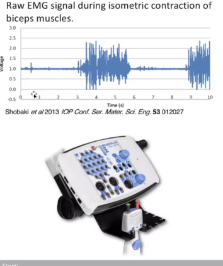 Raw EMG signal during isometric contraction of
biceps muscles.
3.0
2.5
2.0
1.5
1.0
0.5
0.0
-0.5
Voltage
0 1 2 3 4 5 6 7 8 9 10
Time (s)
Shobaki et al 2013 IOP Conf. Ser. Mater. Sci. Eng. 53 012027